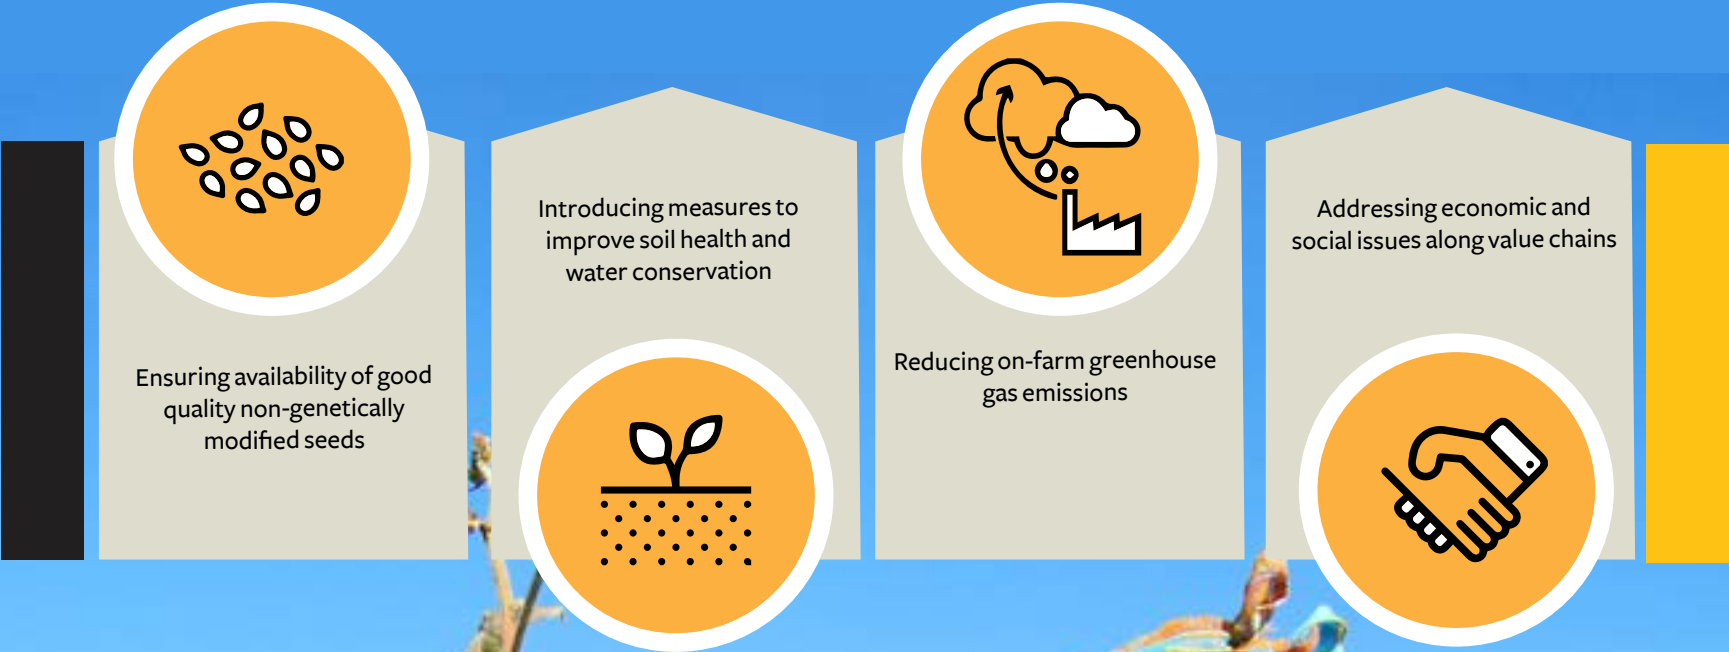 Ensuring availability of good
quality non-genetically
modified seeds
Introducing measures to
improve soil health and
water conservation
Reducing on-farm greenhouse
gas emissions
Addressing economic and
social issues along value chains